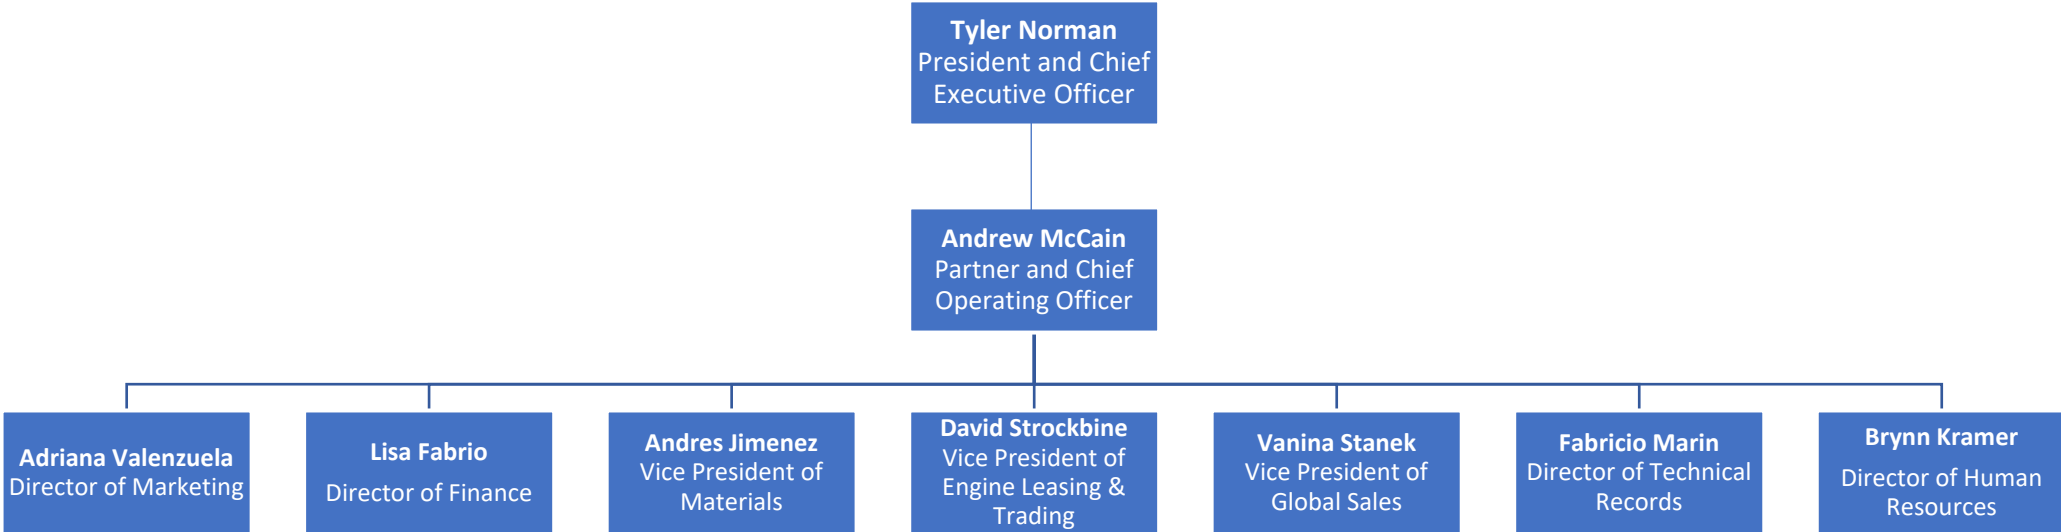 Tyler Norman
President and Chief
Executive Officer
Andrew McCain
Partner and Chief
Operating Officer
Adriana Valenzuela
Director of Marketing
Lisa Fabrio
Director of Finance
Andres Jimenez
Vice President of
Materials
David Strockbine
Vice President of
Engine Leasing &
Trading
Vanina Stanek
Vice President of
Global Sales
Fabricio Marin
Director of Technical
Records
Brynn Kramer
Director of Human
Resources